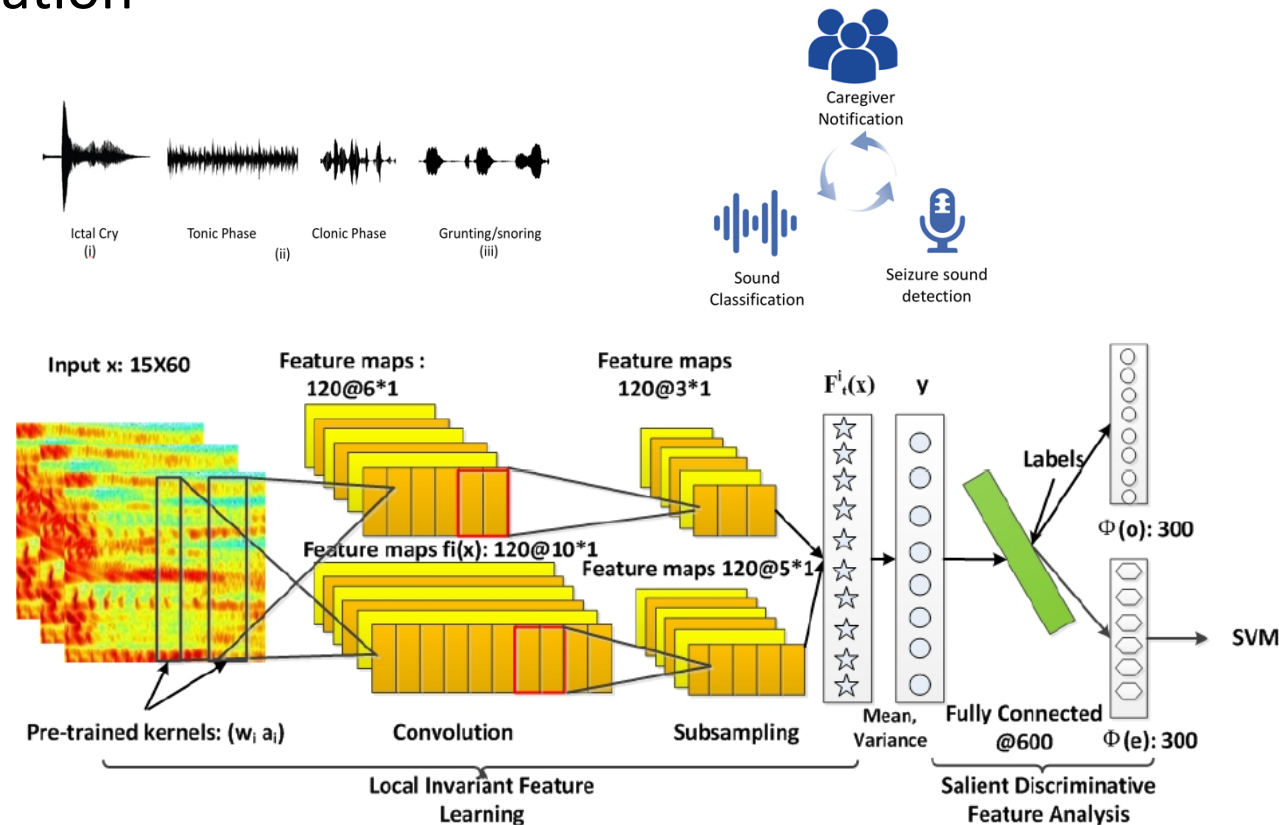 Caregiver
Notification
Ictal Cry
(i)
Tonic Phase
(ii)
Clonic Phase
Grunting/snoring
(iii)
Sound
Classification
Seizure sound
detection
Input x: 15X60
Feature maps :
120@6*1
Feature maps
120@3*1
Fⁱₜ(x)
y
Labels
Φ(o): 300
Feature maps fi(x): 120@10*1
Feature maps 120@5*1
SVM
Pre-trained kernels: (wᵢ aᵢ)
Convolution
Subsampling
Mean,
Variance
Fully Connected
@600
Φ(e): 300
Local Invariant Feature
Learning
Salient Discriminative
Feature Analysis